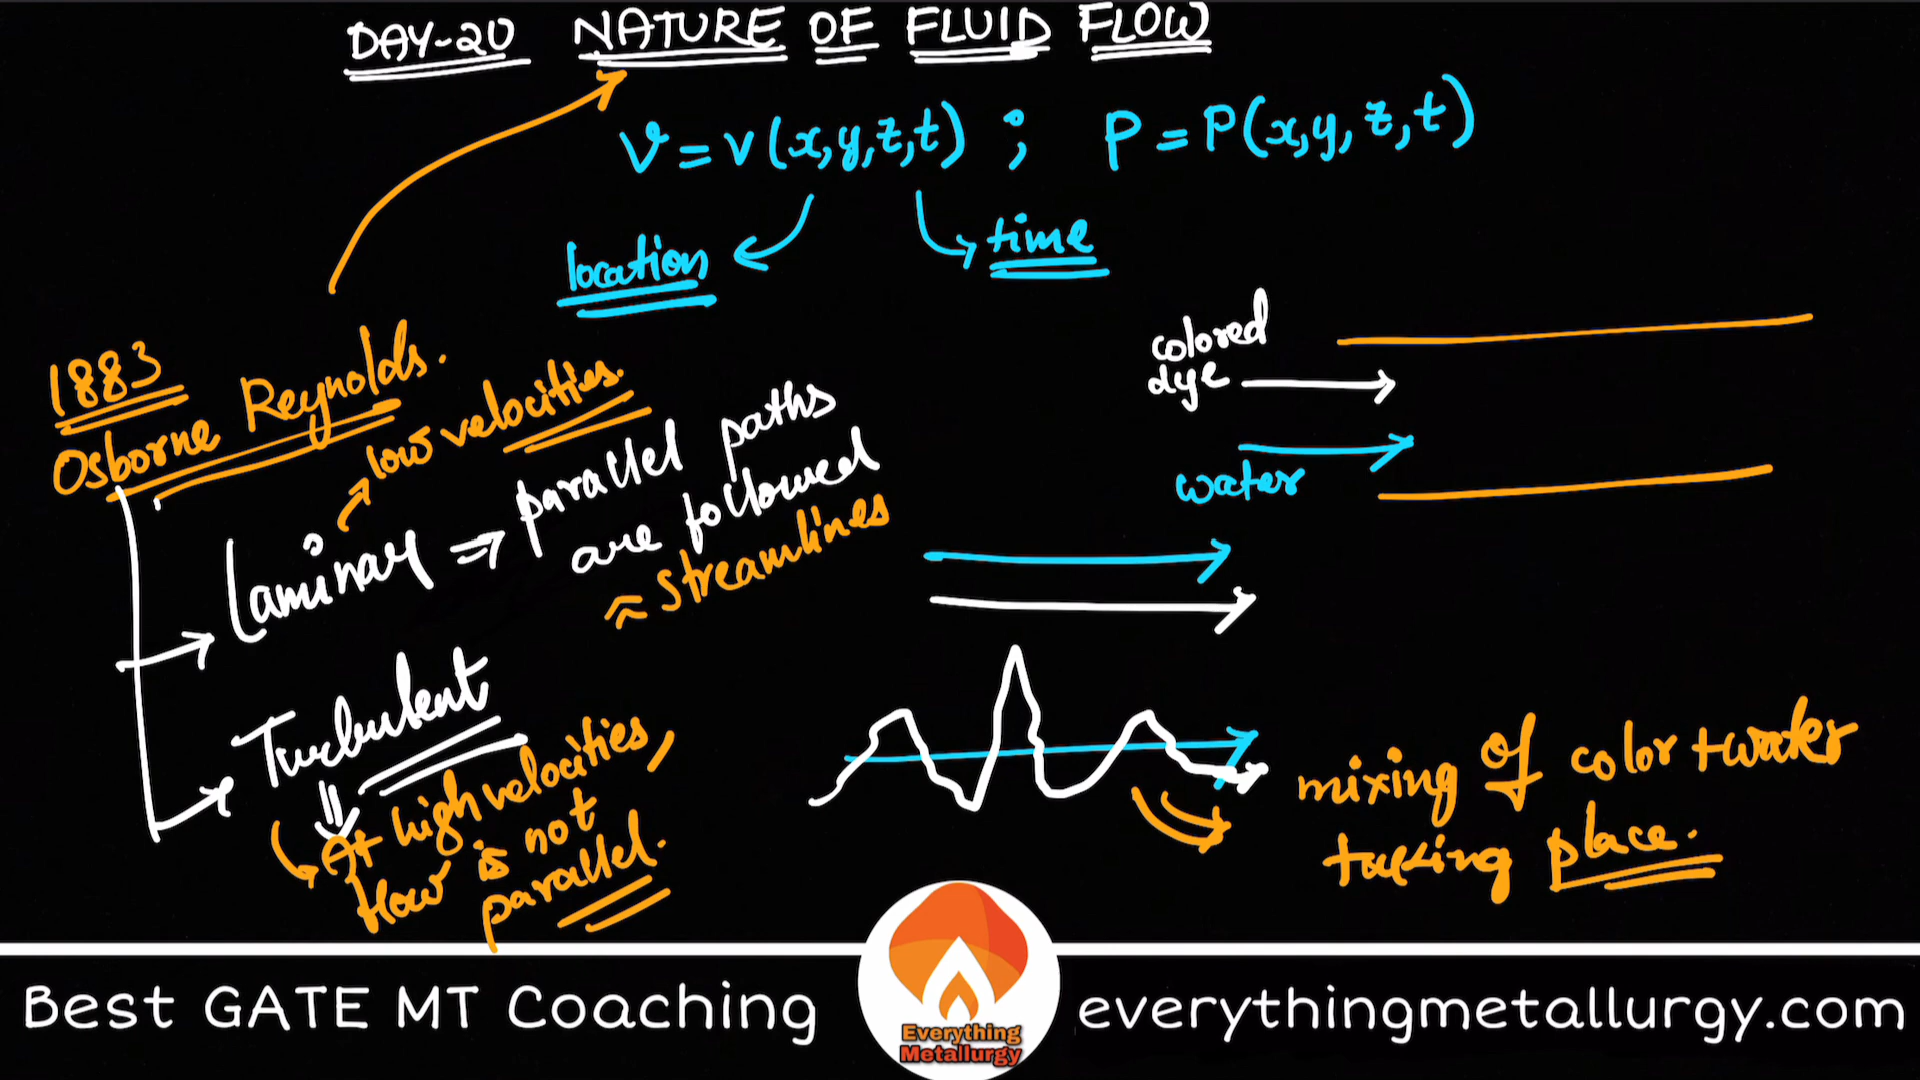 DAY-20 NATURE OF FLUID FLOW
V = v(x,y,z,t) ; P = P(x,y,z,t)
location
time
1883
Osborne Reynolds.
low velocities.
Laminar ⇒ parallel paths
are followed
≈ streamlines
Turbulent
At high velocities,
flow is not
parallel.
colored
dye
water
mixing of color + water
taking place.
Best GATE MT Coaching
Everything
Metallurgy
everythingmetallurgy.com